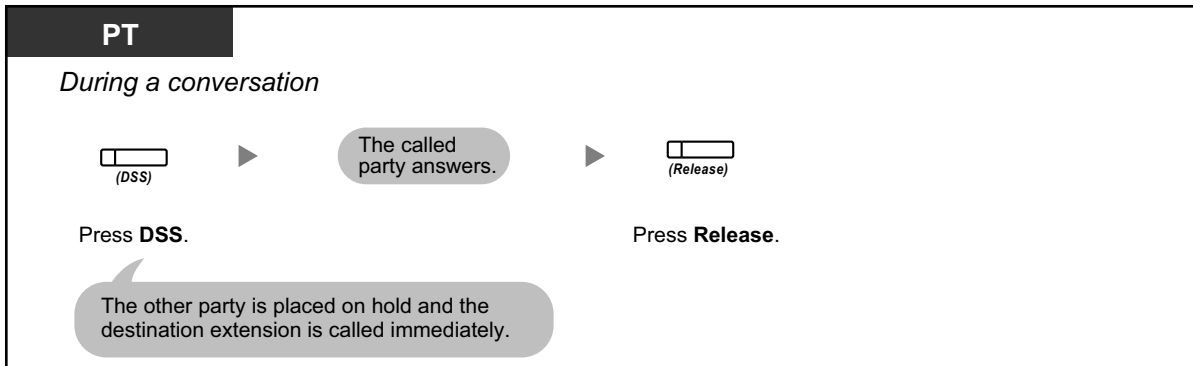 PT
During a conversation
The called
party answers.
(DSS)
(Release)
Press DSS.
Press Release.
The other party is placed on hold and the
destination extension is called immediately.